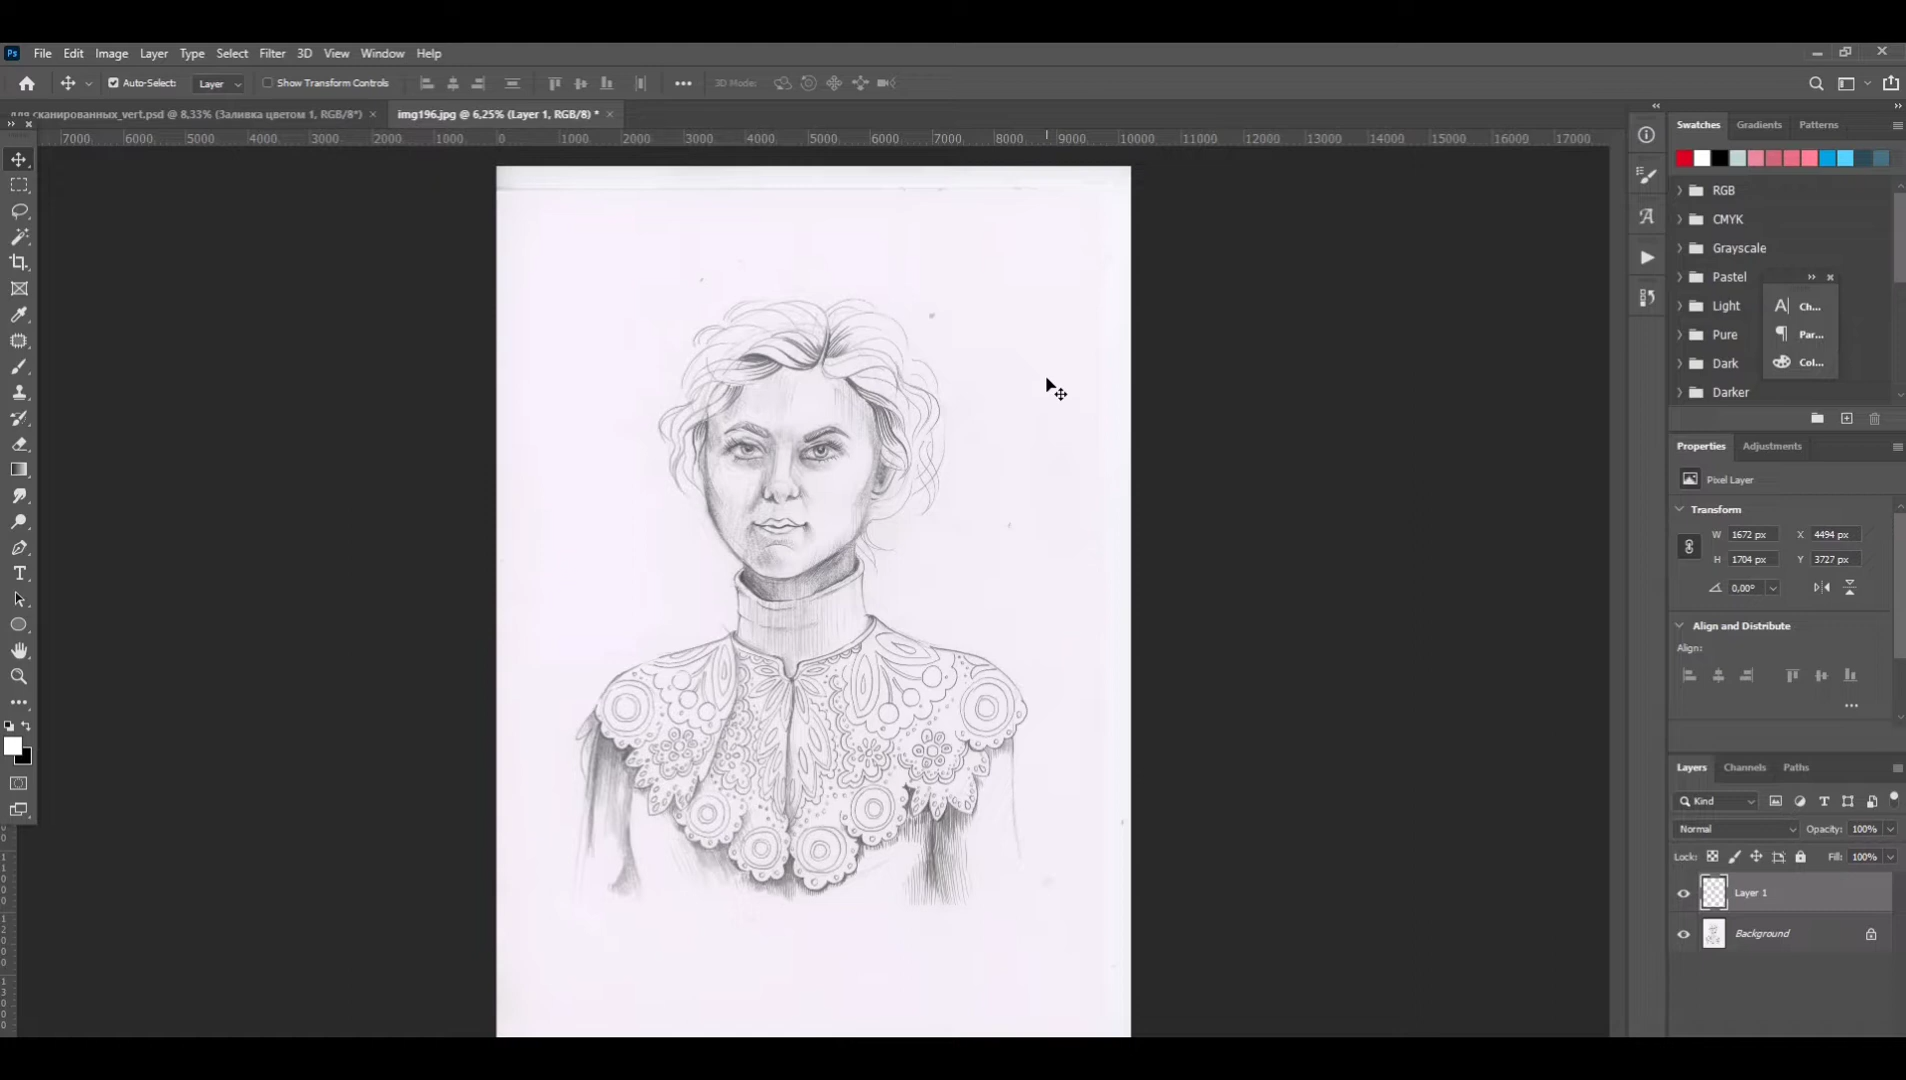 Ps File Edit Image Layer Type Select Filter 3D View Window Help
Auto-Select: Layer Show Transform Controls 3D Mode:
для сканированных_vert.psd @ 8,33% (Заливка цветом 1, RGB/8*) × img196.jpg @ 6,25% (Layer 1, RGB/8) * ×
7000 6000 5000 4000 3000 2000 1000 0 1000 2000 3000 4000 5000 6000 7000 8000 9000 10000 11000 12000 13000 14000 15000 16000 17000
Swatches Gradients Patterns
RGB
CMYK
Grayscale
Pastel
Light
Pure
Dark
Darker
Ch...
Par...
Col...
Properties Adjustments
Pixel Layer
Transform
W 1672 px X 4494 px
H 1704 px Y 3727 px
0,00°
Align and Distribute
Align:
Layers Channels Paths
Kind
Normal Opacity: 100%
Lock: Fill: 100%
Layer 1
Background